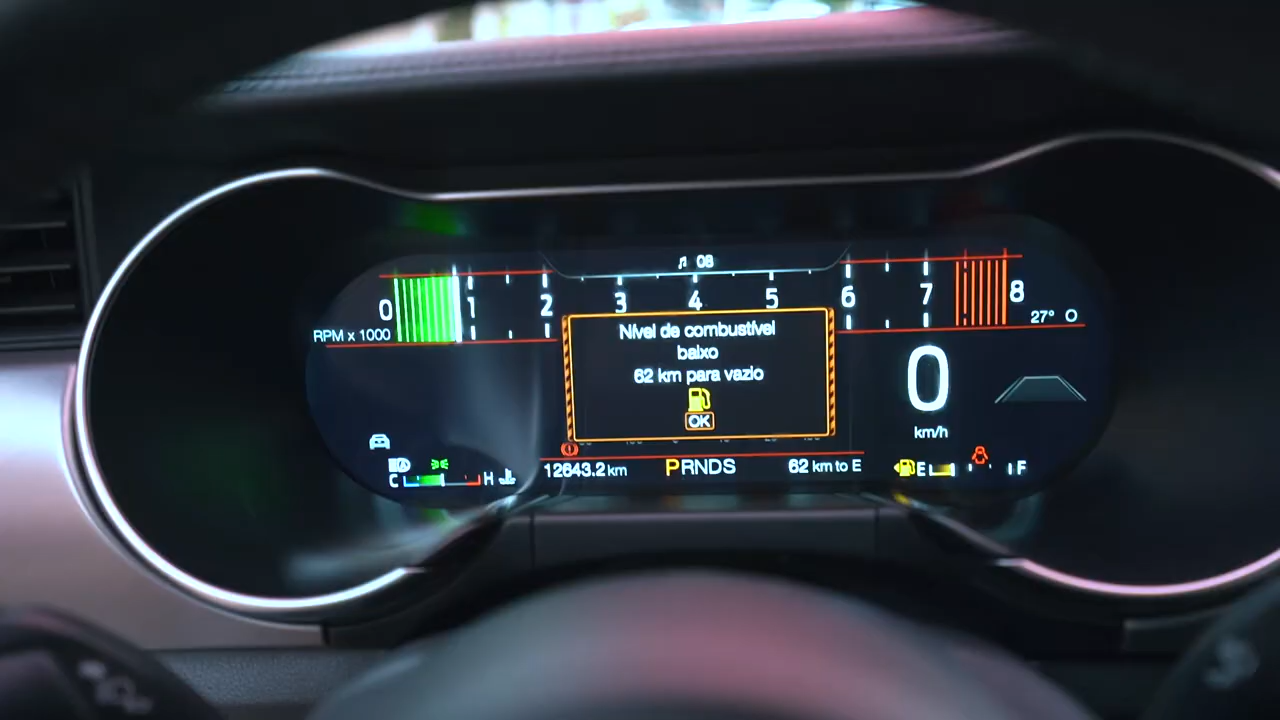 08
0 1 2 3 4 5 6 7 8
RPM x 1000
27° O
Nível de combustível
baixo
62 km para vazio
OK
0
km/h
C H
12643.2 km
PRNDS
62 km to E
E F